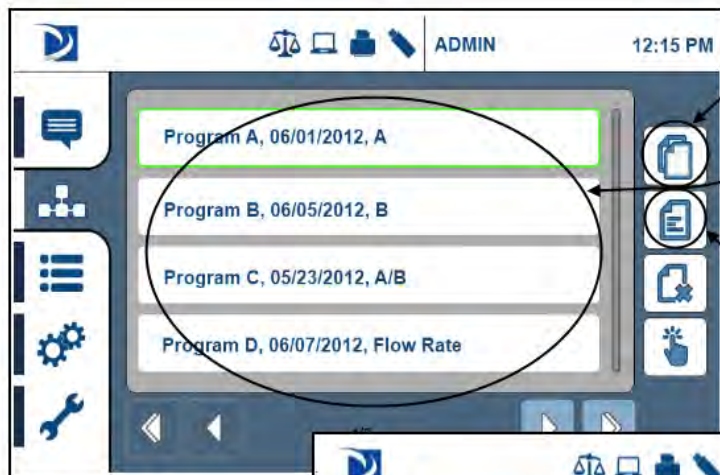 ADMIN
12:15 PM
Program A, 06/01/2012, A
Program B, 06/05/2012, B
Program C, 05/23/2012, A/B
Program D, 06/07/2012, Flow Rate